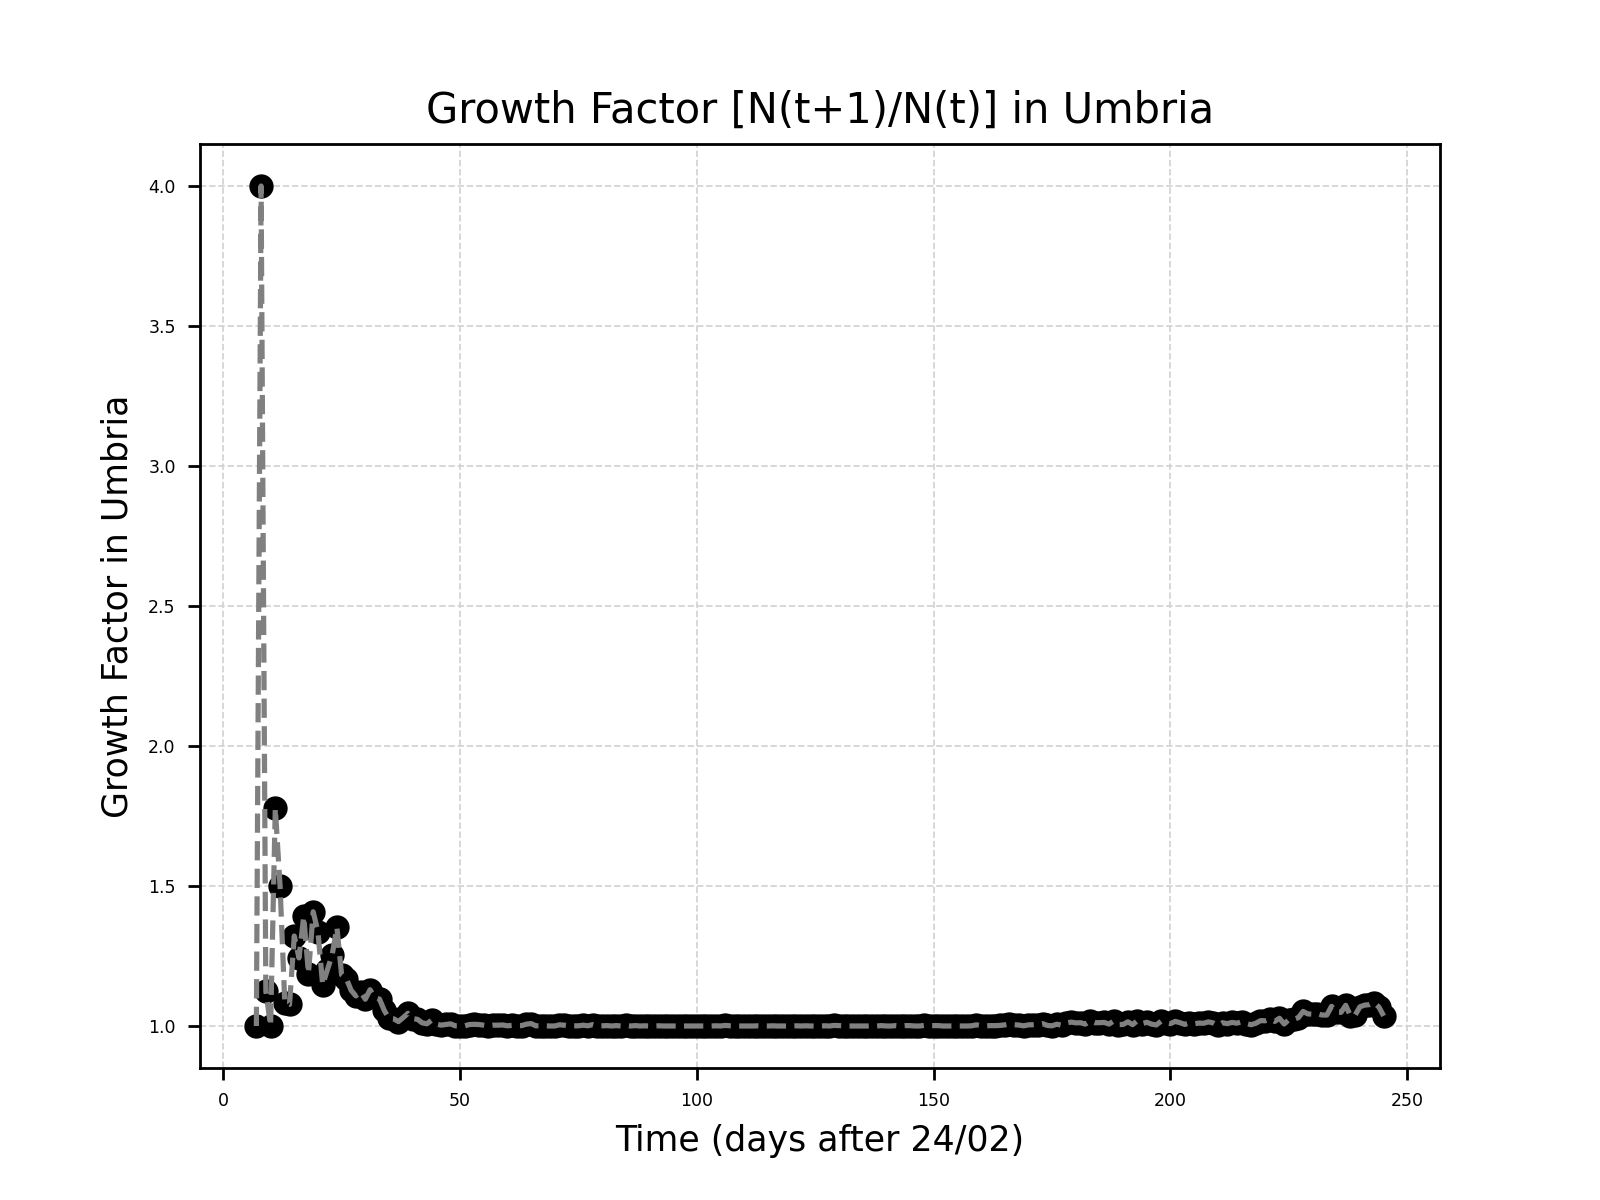 Growth Factor [N(t+1)/N(t)] in Umbria
Growth Factor in Umbria
4.0
3.5
3.0
2.5
2.0
1.5
1.0
0 50 100 150 200 250
Time (days after 24/02)